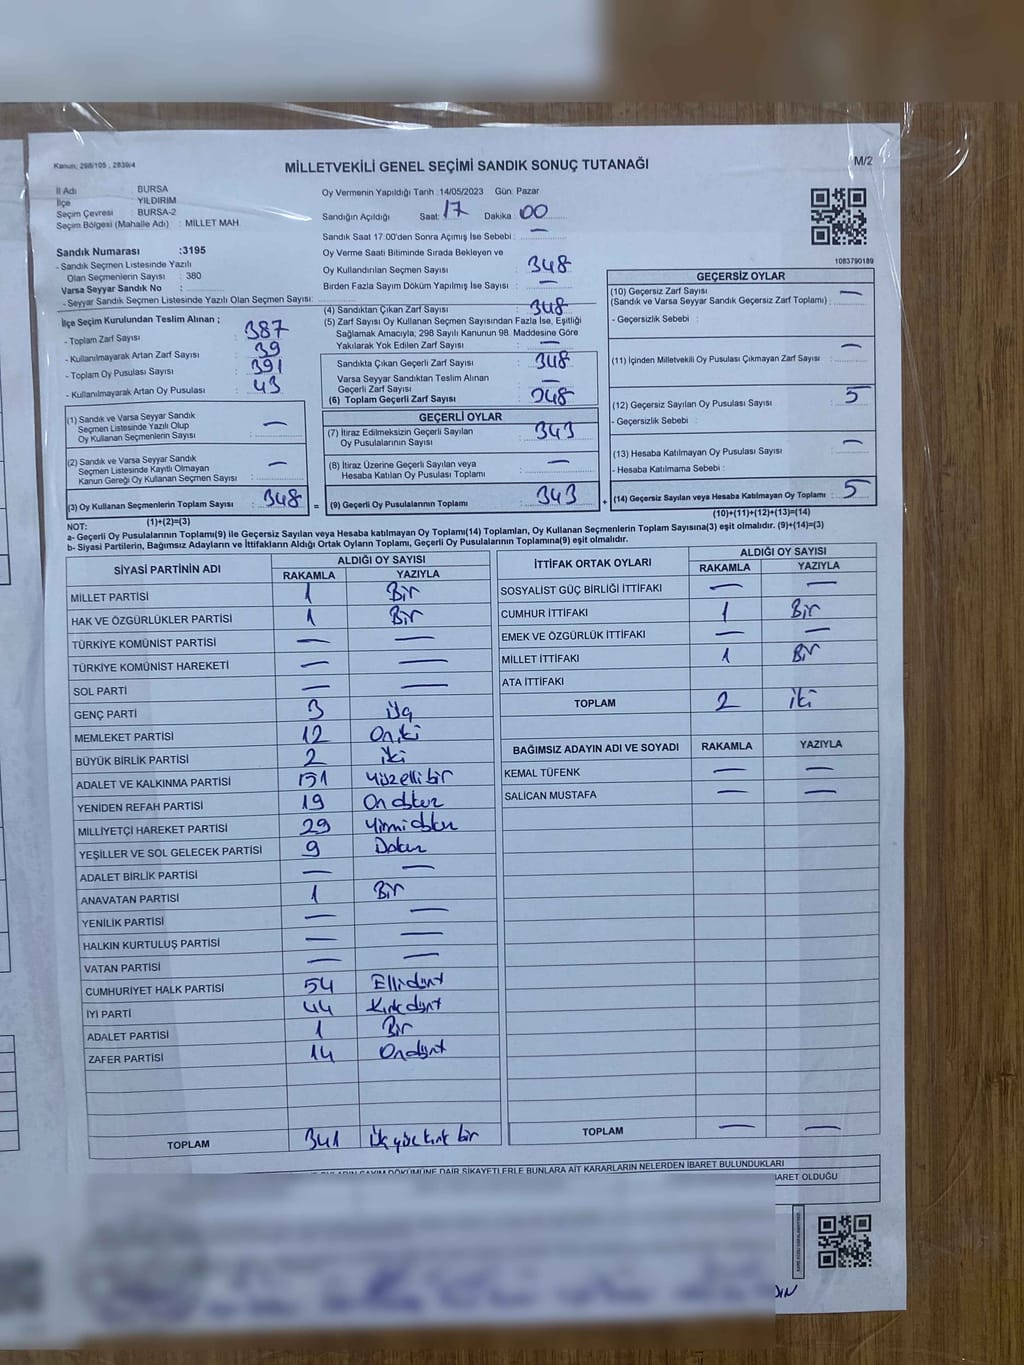 Kanun, 298/105 , 2839/4
MİLLETVEKİLİ GENEL SEÇİMİ SANDIK SONUÇ TUTANAĞI
M/2
İl Adı : BURSA
İlçe : YILDIRIM
Seçim Çevresi : BURSA-2
Seçim Bölgesi (Mahalle Adı) : MİLLET MAH.
Sandık Numarası :3195
- Sandık Seçmen Listesinde Yazılı
Olan Seçmenlerin Sayısı : 380
Varsa Seyyar Sandık No :
- Seyyar Sandık Seçmen Listesinde Yazılı Olan Seçmen Sayısı:
İlçe Seçim Kurulundan Teslim Alınan ;
- Toplam Zarf Sayısı : 387
- Kullanılmayarak Artan Zarf Sayısı : 39
- Toplam Oy Pusulası Sayısı : 391
- Kullanılmayarak Artan Oy Pusulası : 43
(1) Sandık ve Varsa Seyyar Sandık
Seçmen Listesinde Yazılı Olup
Oy Kullanan Seçmenlerin Sayısı : —
(2) Sandık ve Varsa Seyyar Sandık
Seçmen Listesinde Kayıtlı Olmayan
Kanun Gereği Oy Kullanan Seçmen Sayısı : —
(3) Oy Kullanan Seçmenlerin Toplam Sayısı : 348
(1)+(2)=(3)
Oy Vermenin Yapıldığı Tarih :14/05/2023 Gün: Pazar
Sandığın Açıldığı Saat: 17 Dakika : 00
Sandık Saat 17:00'den Sonra Açılmış İse Sebebi : —
Oy Verme Saati Bitiminde Sırada Bekleyen ve
Oy Kullandırılan Seçmen Sayısı : 348
Birden Fazla Sayım Döküm Yapılmış İse Sayısı : —
(4) Sandıktan Çıkan Zarf Sayısı : 348
(5) Zarf Sayısı Oy Kullanan Seçmen Sayısından Fazla İse, Eşitliği
Sağlamak Amacıyla, 298 Sayılı Kanunun 98. Maddesine Göre
Yakılarak Yok Edilen Zarf Sayısı : —
Sandıkta Çıkan Geçerli Zarf Sayısı : 348
Varsa Seyyar Sandıktan Teslim Alınan
Geçerli Zarf Sayısı : —
(6) Toplam Geçerli Zarf Sayısı : 348
GEÇERLİ OYLAR
(7) İtiraz Edilmeksizin Geçerli Sayılan
Oy Pusulalarının Sayısı : 343
(8) İtiraz Üzerine Geçerli Sayılan veya
Hesaba Katılan Oy Pusulası Toplamı : —
= (9) Geçerli Oy Pusulalarının Toplamı : 343 +
1083790189
GEÇERSİZ OYLAR
(10) Geçersiz Zarf Sayısı
(Sandık ve Varsa Seyyar Sandık Geçersiz Zarf Toplamı) : —
- Geçersizlik Sebebi :
(11) İçinden Milletvekili Oy Pusulası Çıkmayan Zarf Sayısı : —
(12) Geçersiz Sayılan Oy Pusulası Sayısı : 5
- Geçersizlik Sebebi :
(13) Hesaba Katılmayan Oy Pusulası Sayısı : —
- Hesaba Katılmama Sebebi :
(14) Geçersiz Sayılan veya Hesaba Katılmayan Oy Toplamı : 5
(10)+(11)+(12)+(13)=(14)
NOT:
a- Geçerli Oy Pusulalarının Toplamı(9) ile Geçersiz Sayılan veya Hesaba katılmayan Oy Toplamı(14) Toplamları, Oy Kullanan Seçmenlerin Toplam Sayısına(3) eşit olmalıdır. (9)+(14)=(3)
b- Siyasi Partilerin, Bağımsız Adayların ve İttifakların Aldığı Ortak Oyların Toplamı, Geçerli Oy Pusulalarının Toplamına(9) eşit olmalıdır.
SİYASİ PARTİNİN ADI ALDIĞI OY SAYISI
RAKAMLA YAZIYLA
MİLLET PARTİSİ 1 Bir
HAK VE ÖZGÜRLÜKLER PARTİSİ 1 Bir
TÜRKİYE KOMÜNİST PARTİSİ — —
TÜRKİYE KOMÜNİST HAREKETİ — —
SOL PARTİ — —
GENÇ PARTİ 3 üç
MEMLEKET PARTİSİ 12 Oniki
BÜYÜK BİRLİK PARTİSİ 2 iki
ADALET VE KALKINMA PARTİSİ 151 Yüzellibir
YENİDEN REFAH PARTİSİ 19 Ondokuz
MİLLİYETÇİ HAREKET PARTİSİ 29 Yirmidokuz
YEŞİLLER VE SOL GELECEK PARTİSİ 9 Dokuz
ADALET BİRLİK PARTİSİ — —
ANAVATAN PARTİSİ 1 Bir
YENİLİK PARTİSİ — —
HALKIN KURTULUŞ PARTİSİ — —
VATAN PARTİSİ — —
CUMHURİYET HALK PARTİSİ 54 Ellidört
İYİ PARTİ 44 Kırkdört
ADALET PARTİSİ 1 Bir
ZAFER PARTİSİ 14 Ondört
TOPLAM 341 üçyüz kırk bir
İTTİFAK ORTAK OYLARI ALDIĞI OY SAYISI
RAKAMLA YAZIYLA
SOSYALİST GÜÇ BİRLİĞİ İTTİFAKI — —
CUMHUR İTTİFAKI 1 Bir
EMEK VE ÖZGÜRLÜK İTTİFAKI — —
MİLLET İTTİFAKI 1 Bir
ATA İTTİFAKI
TOPLAM 2 iki
BAĞIMSIZ ADAYIN ADI VE SOYADI RAKAMLA YAZIYLA
KEMAL TÜFENK — —
SALİCAN MUSTAFA — —
TOPLAM — —
SAYIM DÖKÜMÜNE DAİR ŞİKAYETLERLE BUNLARA AİT KARARLARIN NELERDEN İBARET BULUNDUKLARI
İBARET OLDUĞU